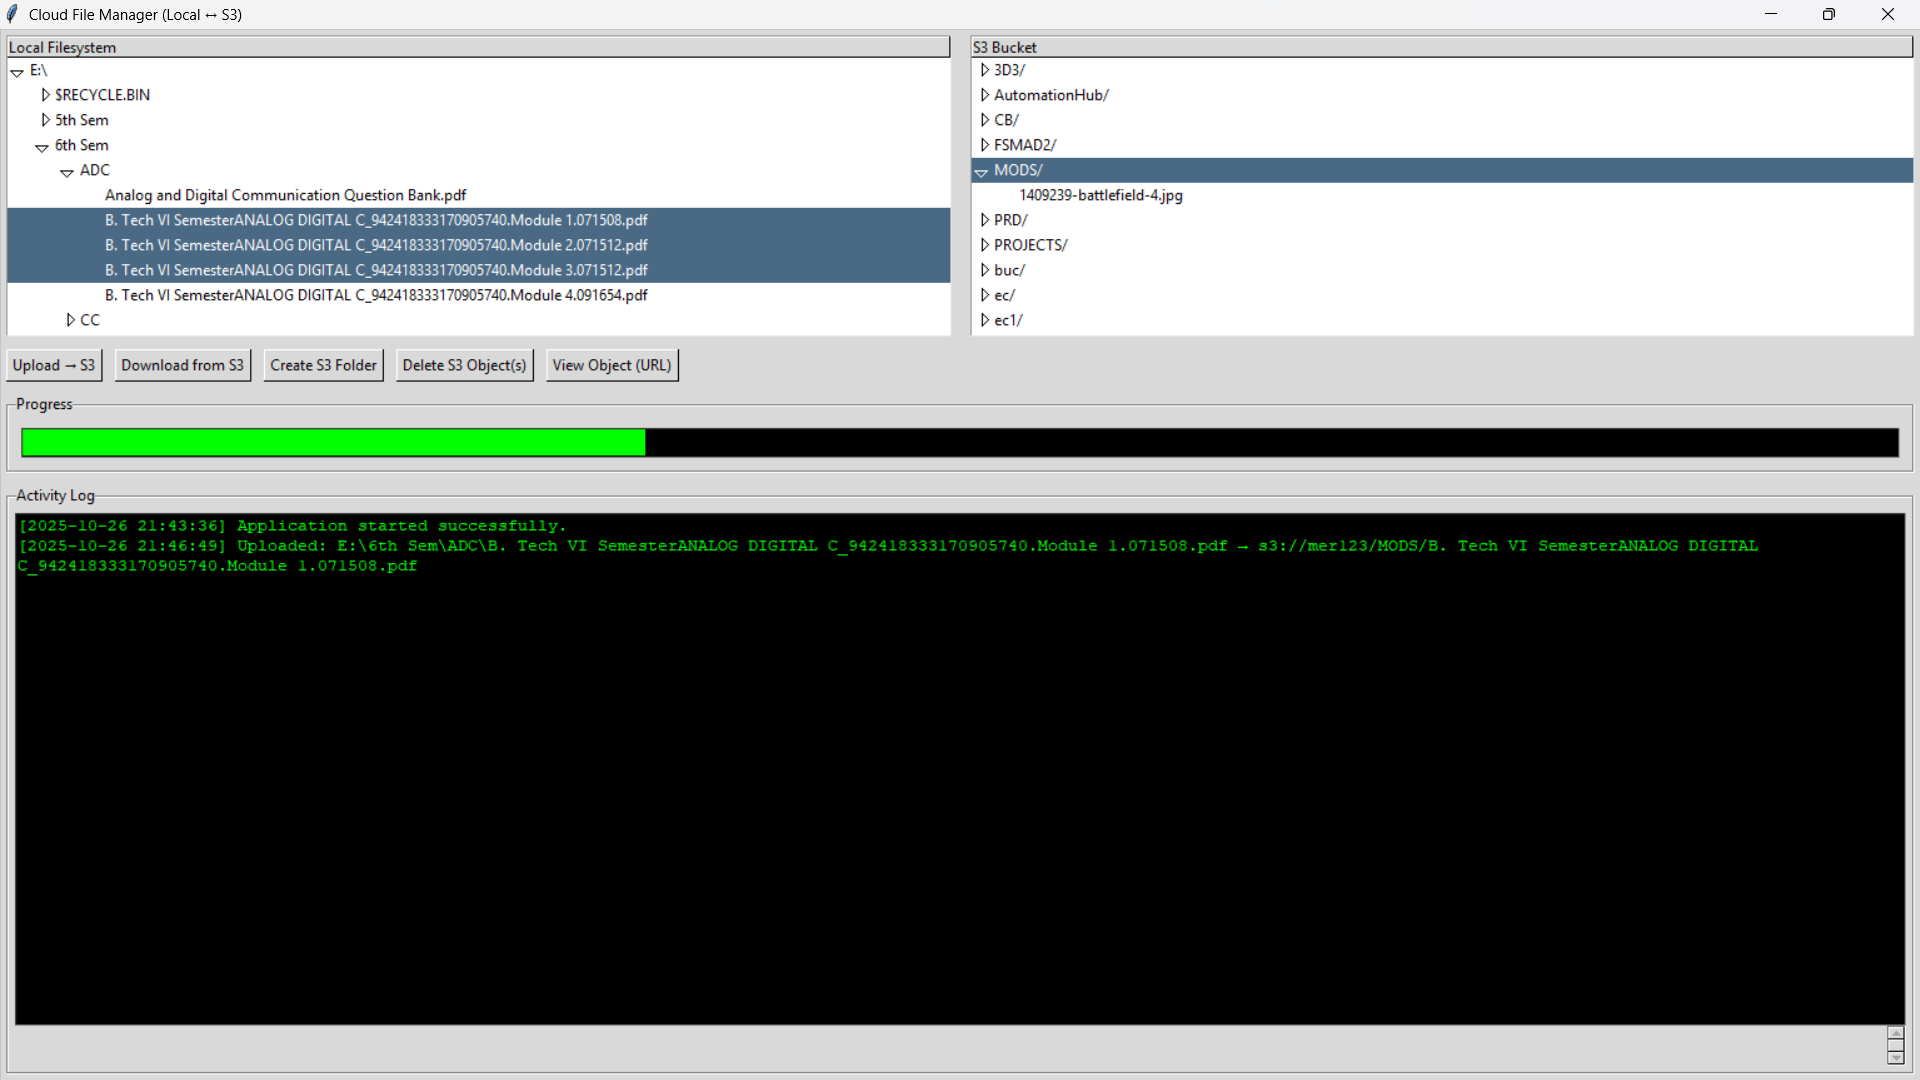 Cloud File Manager (Local ↔ S3)
Local Filesystem
E:\
$RECYCLE.BIN
5th Sem
6th Sem
ADC
Analog and Digital Communication Question Bank.pdf
B. Tech VI SemesterANALOG DIGITAL C_942418333170905740.Module 1.071508.pdf
B. Tech VI SemesterANALOG DIGITAL C_942418333170905740.Module 2.071512.pdf
B. Tech VI SemesterANALOG DIGITAL C_942418333170905740.Module 3.071512.pdf
B. Tech VI SemesterANALOG DIGITAL C_942418333170905740.Module 4.091654.pdf
CC
S3 Bucket
3D3/
AutomationHub/
CB/
FSMAD2/
MODS/
1409239-battlefield-4.jpg
PRD/
PROJECTS/
buc/
ec/
ec1/
Upload → S3 Download from S3 Create S3 Folder Delete S3 Object(s) View Object (URL)
Progress
Activity Log
[2025-10-26 21:43:36] Application started successfully.
[2025-10-26 21:46:49] Uploaded: E:\6th Sem\ADC\B. Tech VI SemesterANALOG DIGITAL C_942418333170905740.Module 1.071508.pdf → s3://mer123/MODS/B. Tech VI SemesterANALOG DIGITAL
C_942418333170905740.Module 1.071508.pdf